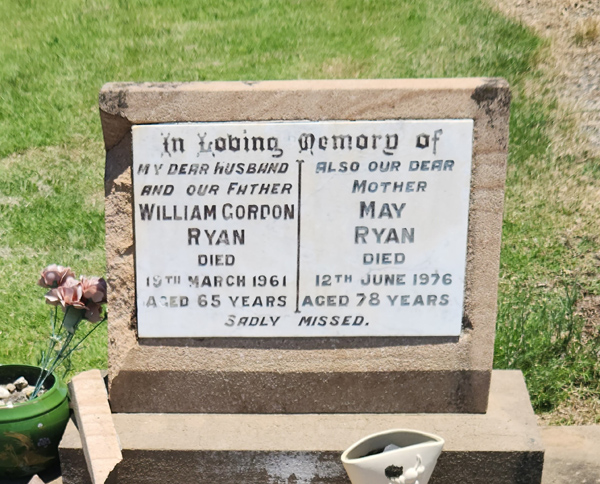 In Loving Memory of
MY DEAR HUSBAND
AND OUR FATHER
WILLIAM GORDON
RYAN
DIED
19TH MARCH 1961
AGED 65 YEARS
ALSO OUR DEAR
MOTHER
MAY
RYAN
DIED
12TH JUNE 1976
AGED 78 YEARS
SADLY MISSED.